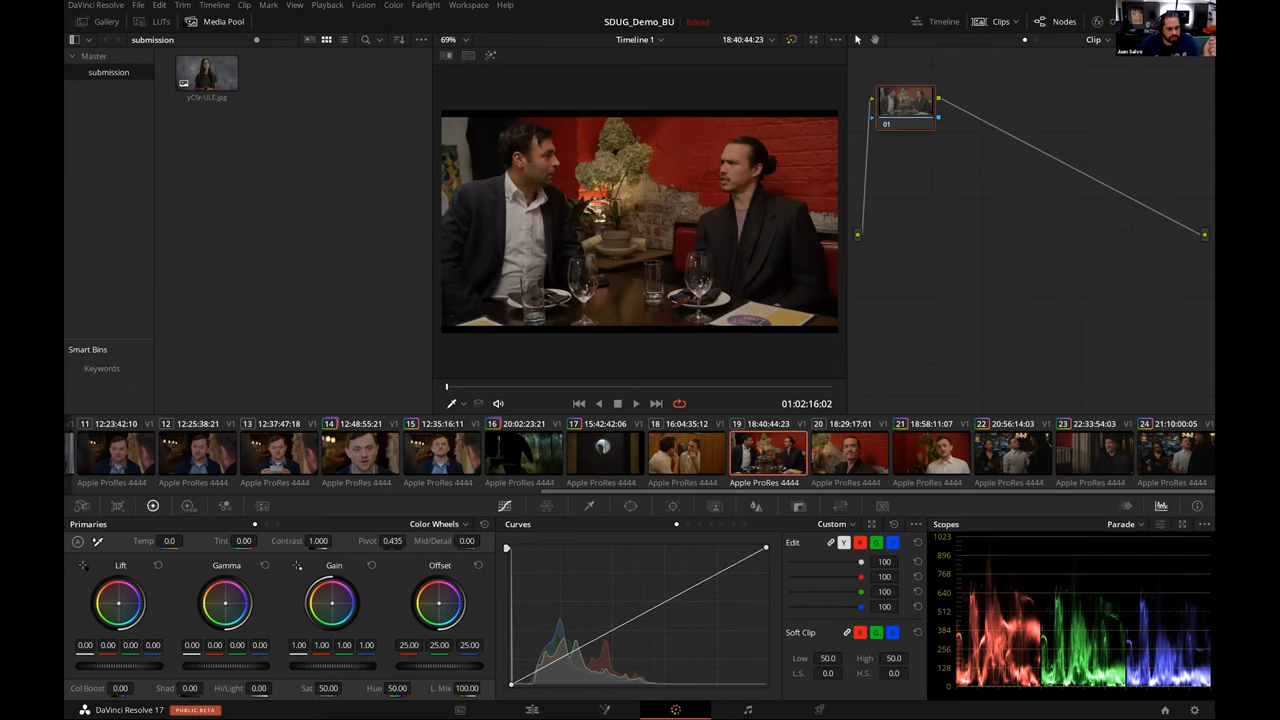 DaVinci Resolve File Edit Trim Timeline Clip Mark View Playback Fusion Color Fairlight Workspace Help
Gallery LUTs Media Pool SDUG_Demo_BU Edited Timeline Clips Nodes
submission 69% Timeline 1 18:40:44:23 Clip
Juan Salvo
Master
submission
yCSr-ULE.jpg
01
Smart Bins
Keywords
01:02:16:02
11 12:23:42:10 V1 12 12:25:38:21 V1 13 12:37:47:18 V1 14 12:48:55:21 V1 15 12:35:16:11 V1 16 20:02:23:21 V1 17 15:42:42:06 V1 18 16:04:35:12 V1 19 18:40:44:23 V1 20 18:29:17:01 V1 21 18:58:11:07 V1 22 20:56:14:03 V1 23 22:33:54:03 V1 24 21:10:00:05 V1
Apple ProRes 4444 Apple ProRes 4444 Apple ProRes 4444 Apple ProRes 4444 Apple ProRes 4444 Apple ProRes 4444 Apple ProRes 4444 Apple ProRes 4444 Apple ProRes 4444 Apple ProRes 4444 Apple ProRes 4444 Apple ProRes 4444 Apple ProRes 4444 Apple ProRes 4444
Primaries Color Wheels Curves Custom Scopes Parade
Temp 0.0 Tint 0.00 Contrast 1.000 Pivot 0.435 Mid/Detail 0.00
Lift Gamma Gain Offset
0.00 0.00 0.00 0.00 0.00 0.00 0.00 0.00 1.00 1.00 1.00 1.00 25.00 25.00 25.00
Col Boost 0.00 Shad 0.00 Hi/Light 0.00 Sat 50.00 Hue 50.00 L. Mix 100.00
Edit Y R G B
100
100
100
100
Soft Clip R G B
Low 50.0 High 50.0
L.S. 0.0 H.S. 0.0
1023
896
768
640
512
384
256
128
0
DaVinci Resolve 17 PUBLIC BETA